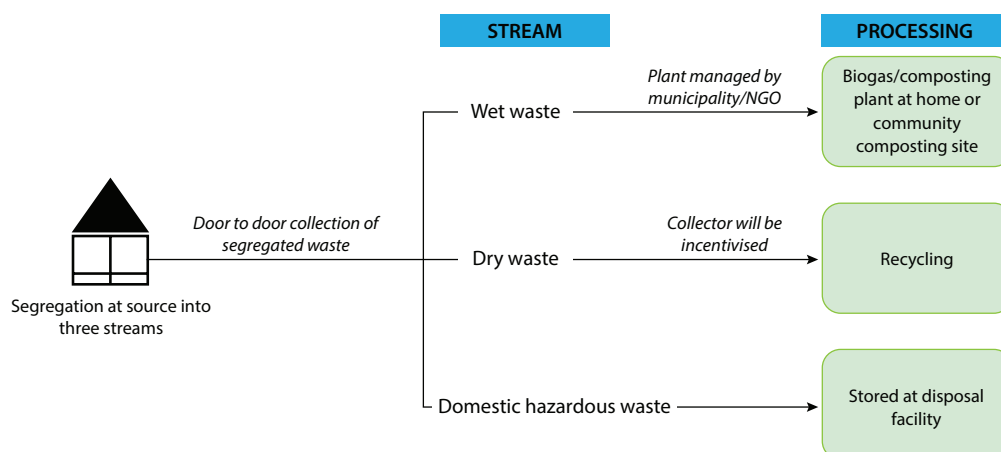 STREAM
PROCESSING
Plant managed by
municipality/NGO
Wet waste
Biogas/composting
plant at home or
community
composting site
Door to door collection of
segregated waste
Segregation at source into
three streams
Collector will be
incentivised
Dry waste
Recycling
Domestic hazardous waste
Stored at disposal
facility